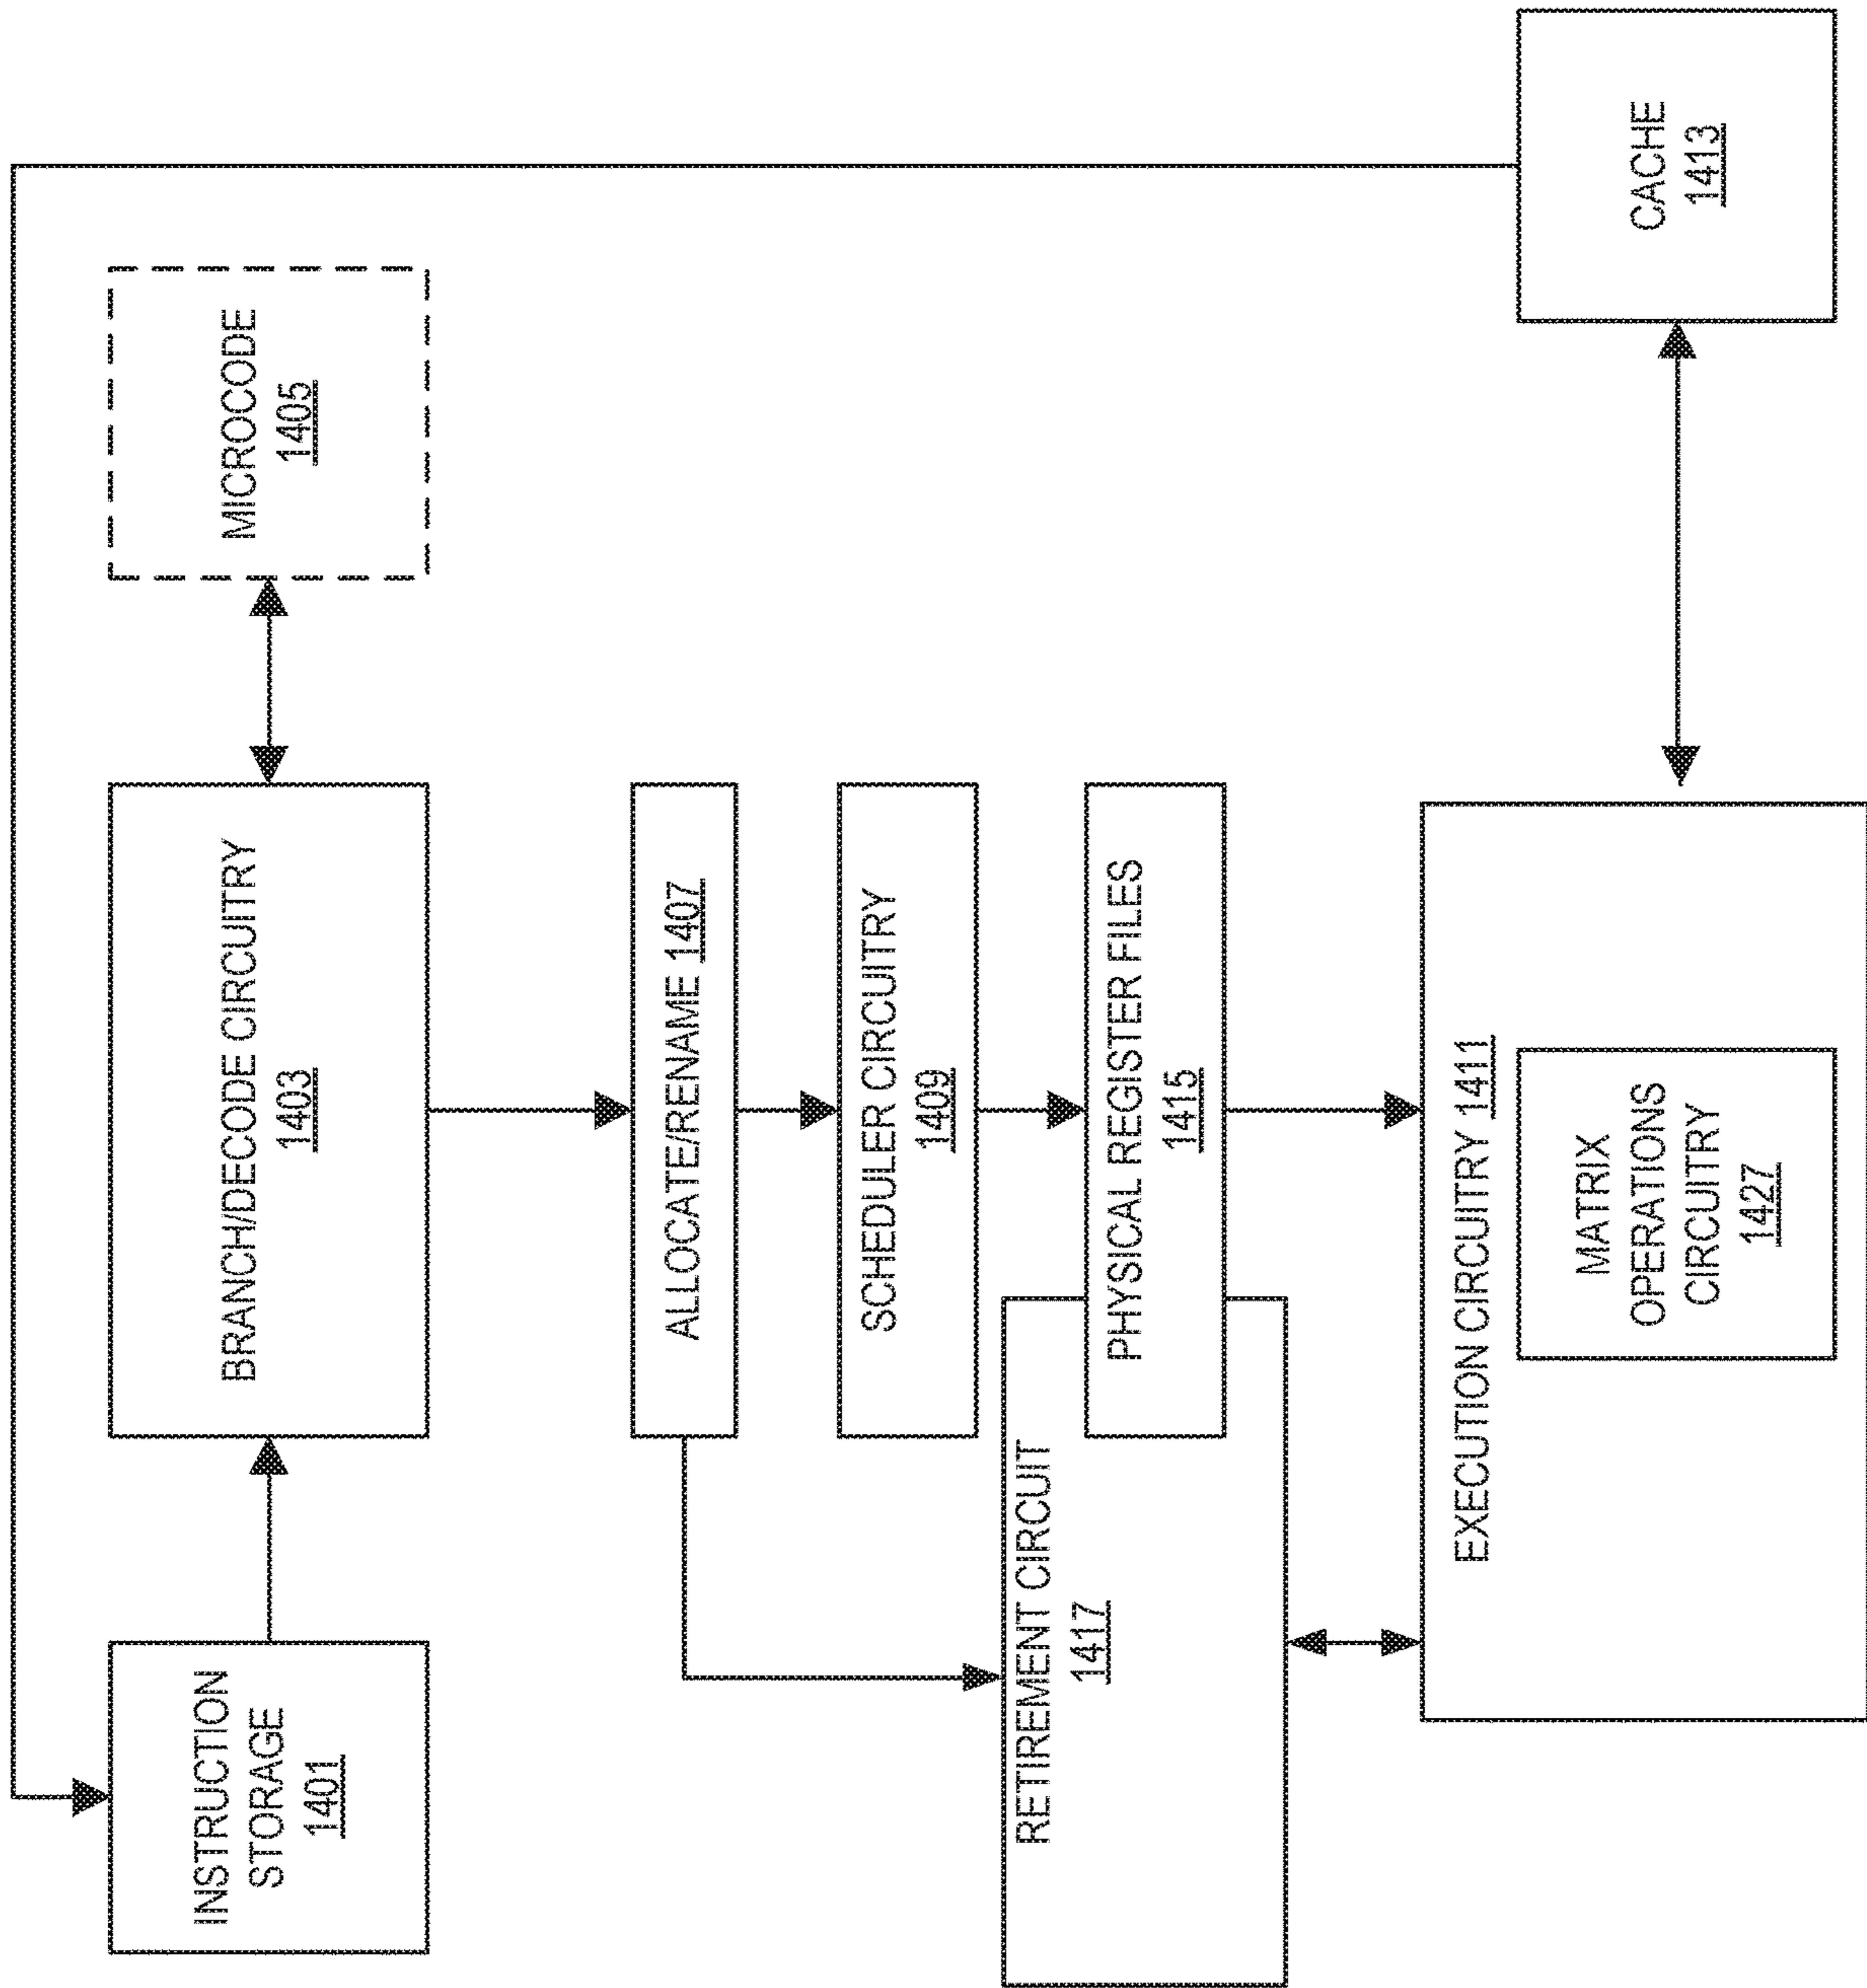 INSTRUCTION
STORAGE
1401
BRANCH/DECODE CIRCUITRY
1403
MICROCODE
1405
ALLOCATE/RENAME 1407
SCHEDULER CIRCUITRY
1409
RETIREMENT CIRCUIT
1417
PHYSICAL REGISTER FILES
1415
EXECUTION CIRCUITRY 1411
MATRIX
OPERATIONS
CIRCUITRY
1427
CACHE
1413